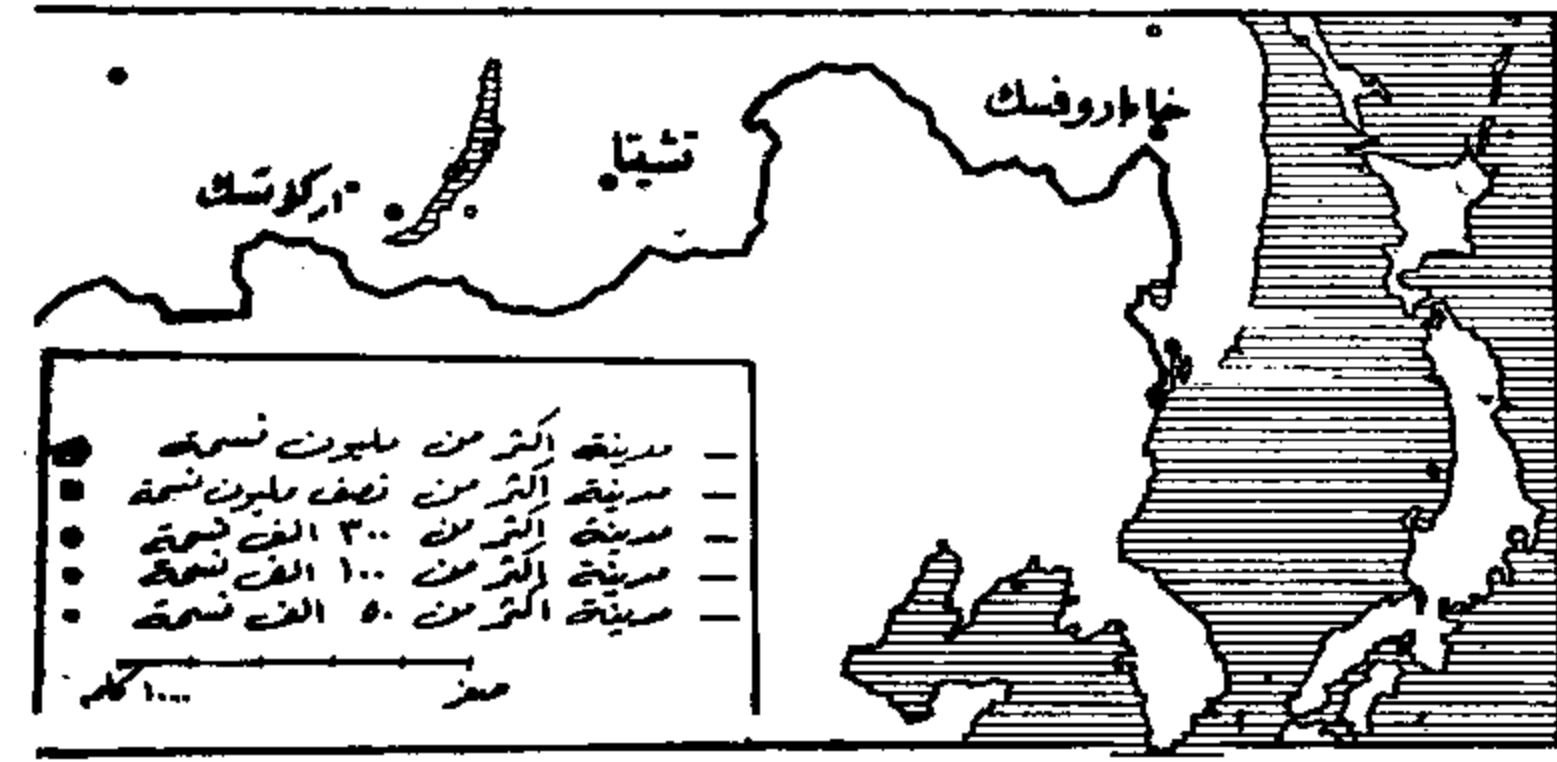 خاباروفسك
تشيتا
اركوتسك
— مدينة اكثر من مليون نسمة
— مدينة اكثر من نصف مليون نسمة
— مدينة اكثر من ٣٠٠ الف نسمة
— مدينة اكثر من ١٠٠ الف نسمة
— مدينة اكثر من ٥٠ الف نسمة
صفر ١٠٠٠ كلم